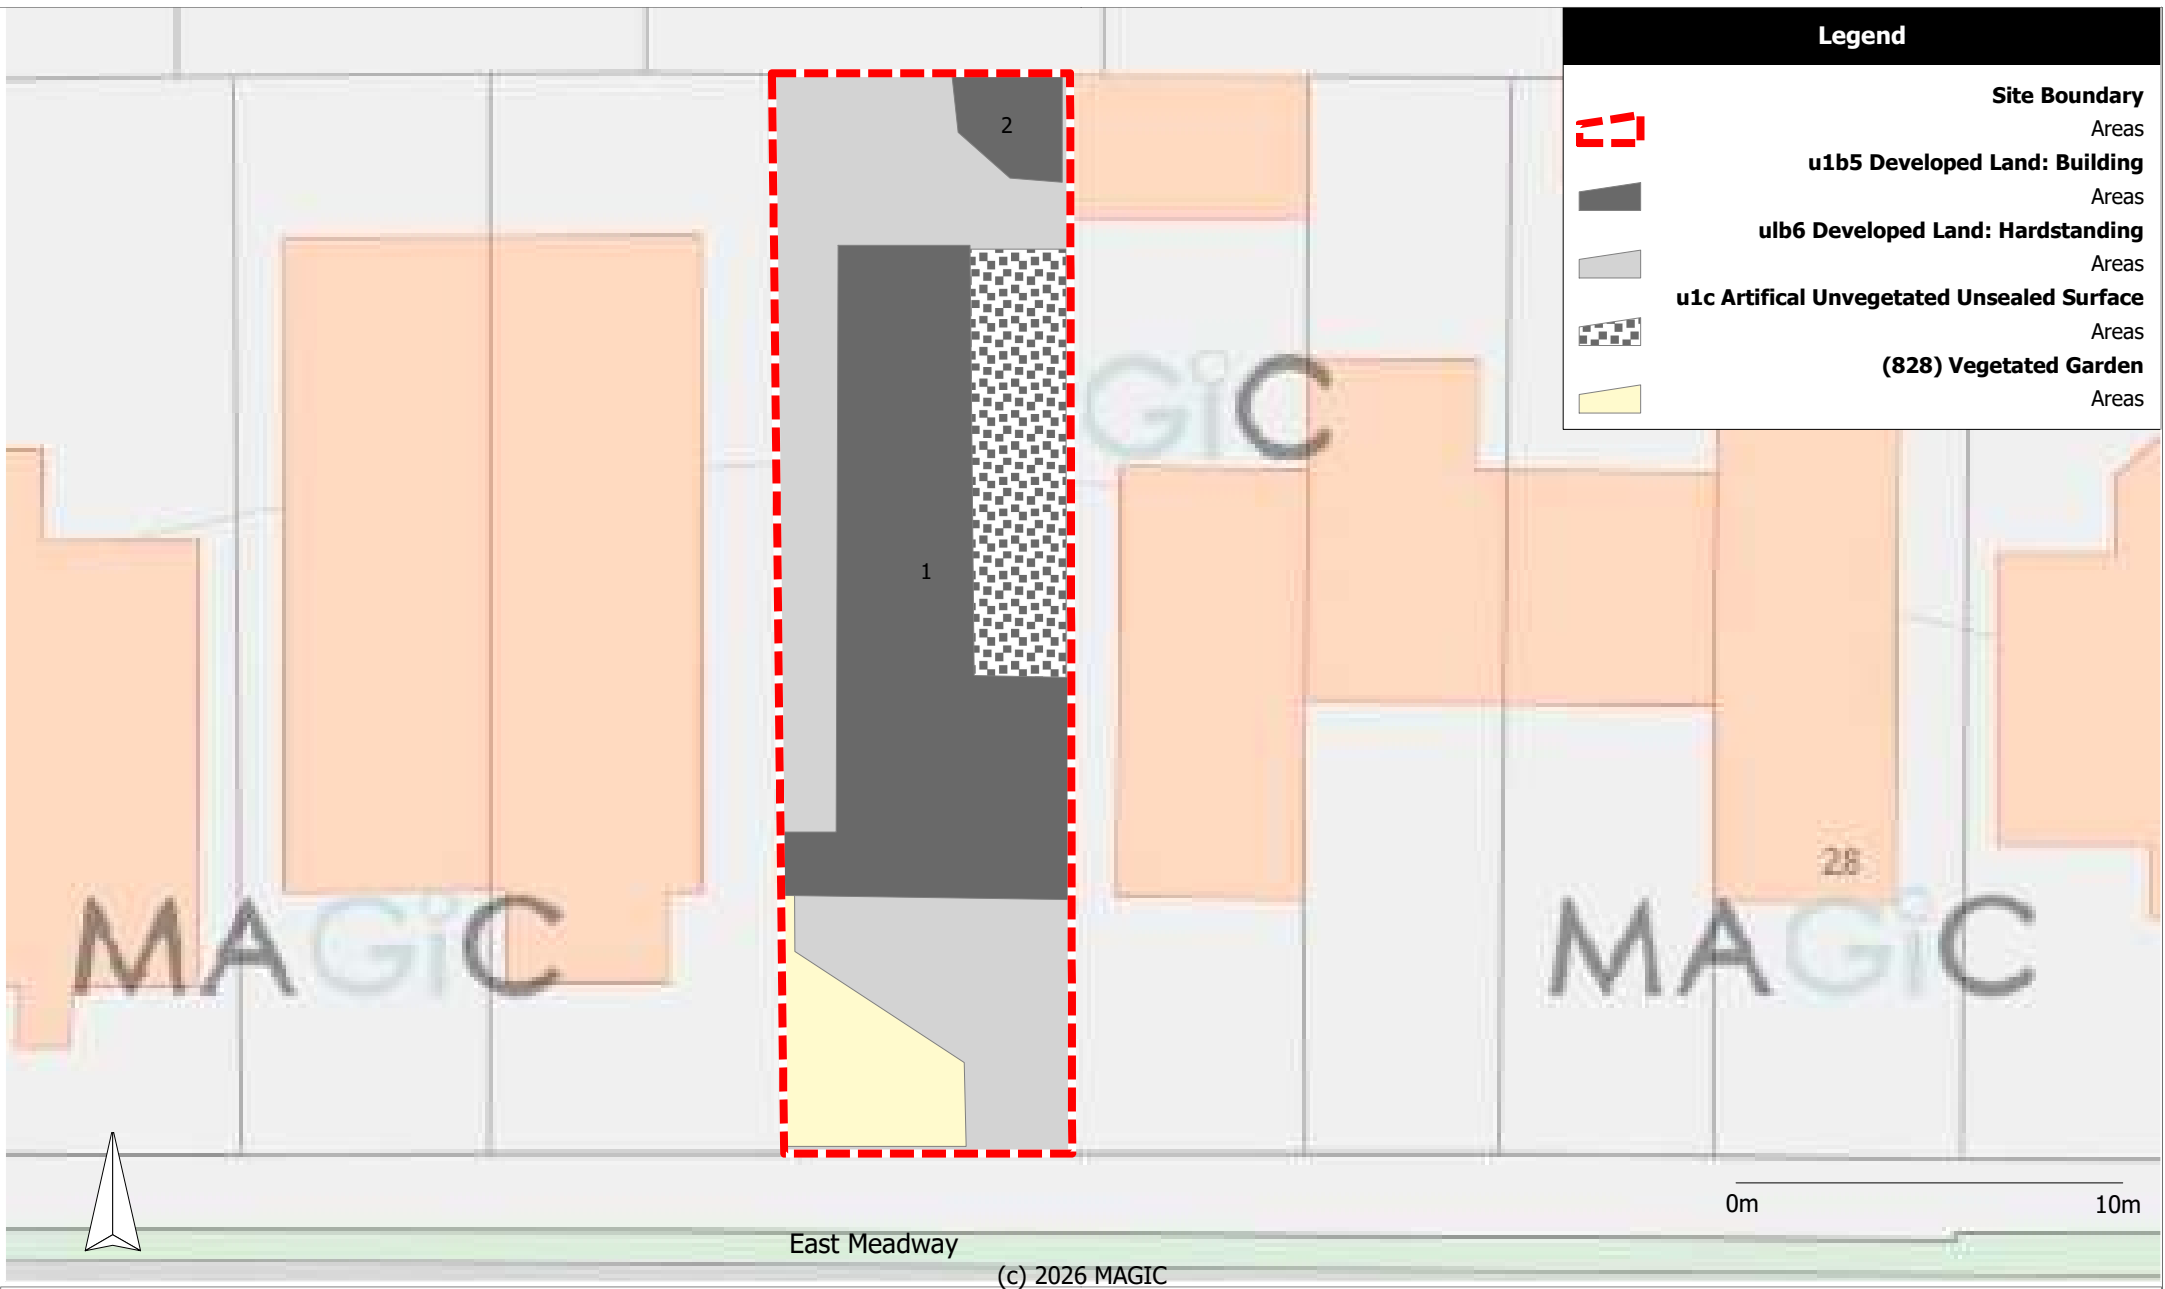 Legend
Site Boundary
Areas
u1b5 Developed Land: Building
Areas
ulb6 Developed Land: Hardstanding
Areas
u1c Artifical Unvegetated Unsealed Surface
Areas
(828) Vegetated Garden
Areas
2
GiC
1
28
MAGiC
MAGiC
0m
10m
East Meadway
(c) 2026 MAGIC